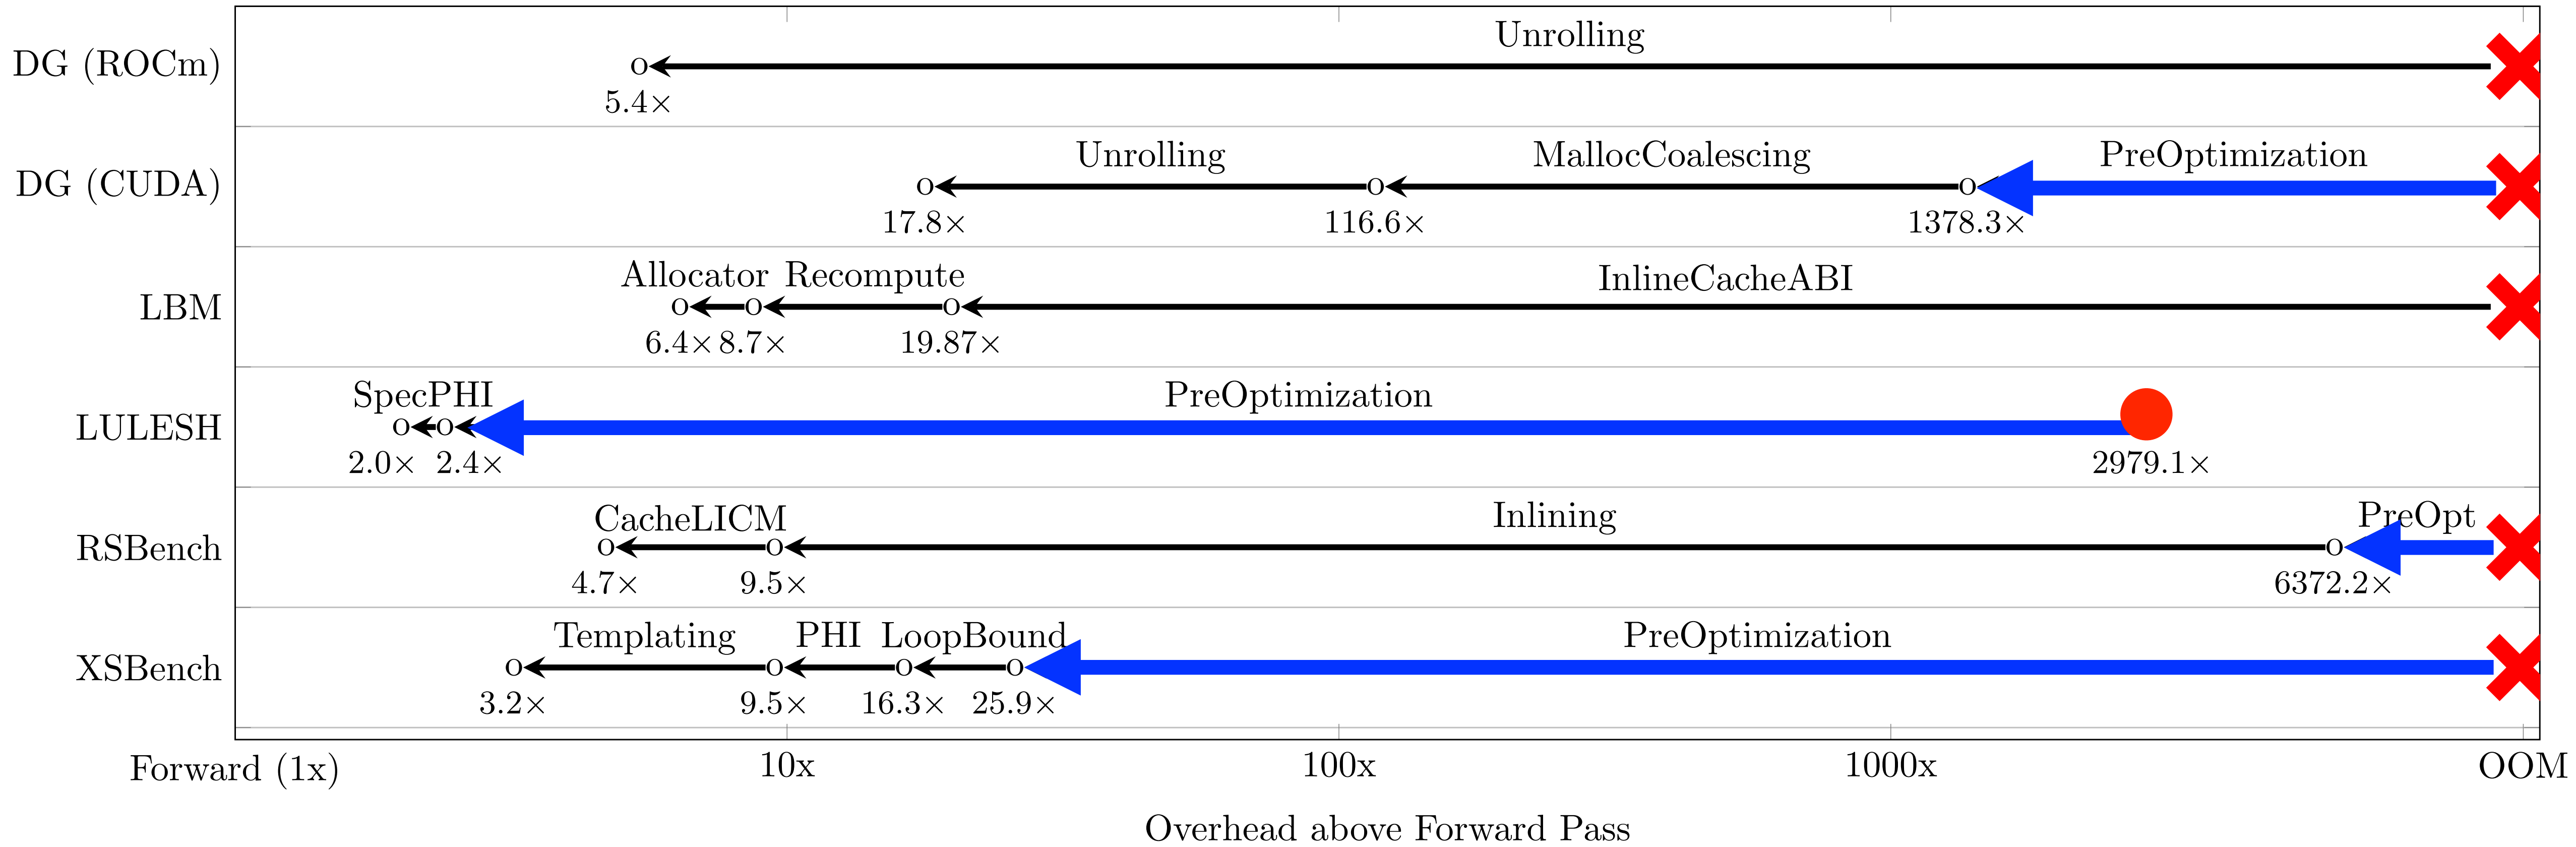 Unrolling
DG (ROCm)
5.4×
Unrolling MallocCoalescing PreOptimization
DG (CUDA)
17.8× 116.6× 1378.3×
Allocator Recompute InlineCacheABI
LBM
6.4× 8.7× 19.87×
SpecPHI PreOptimization
LULESH
2.0× 2.4× 2979.1×
CacheLICM Inlining PreOpt
RSBench
4.7× 9.5× 6372.2×
Templating PHI LoopBound PreOptimization
XSBench
3.2× 9.5× 16.3× 25.9×
Forward (1x) 10x 100x 1000x OOM
Overhead above Forward Pass